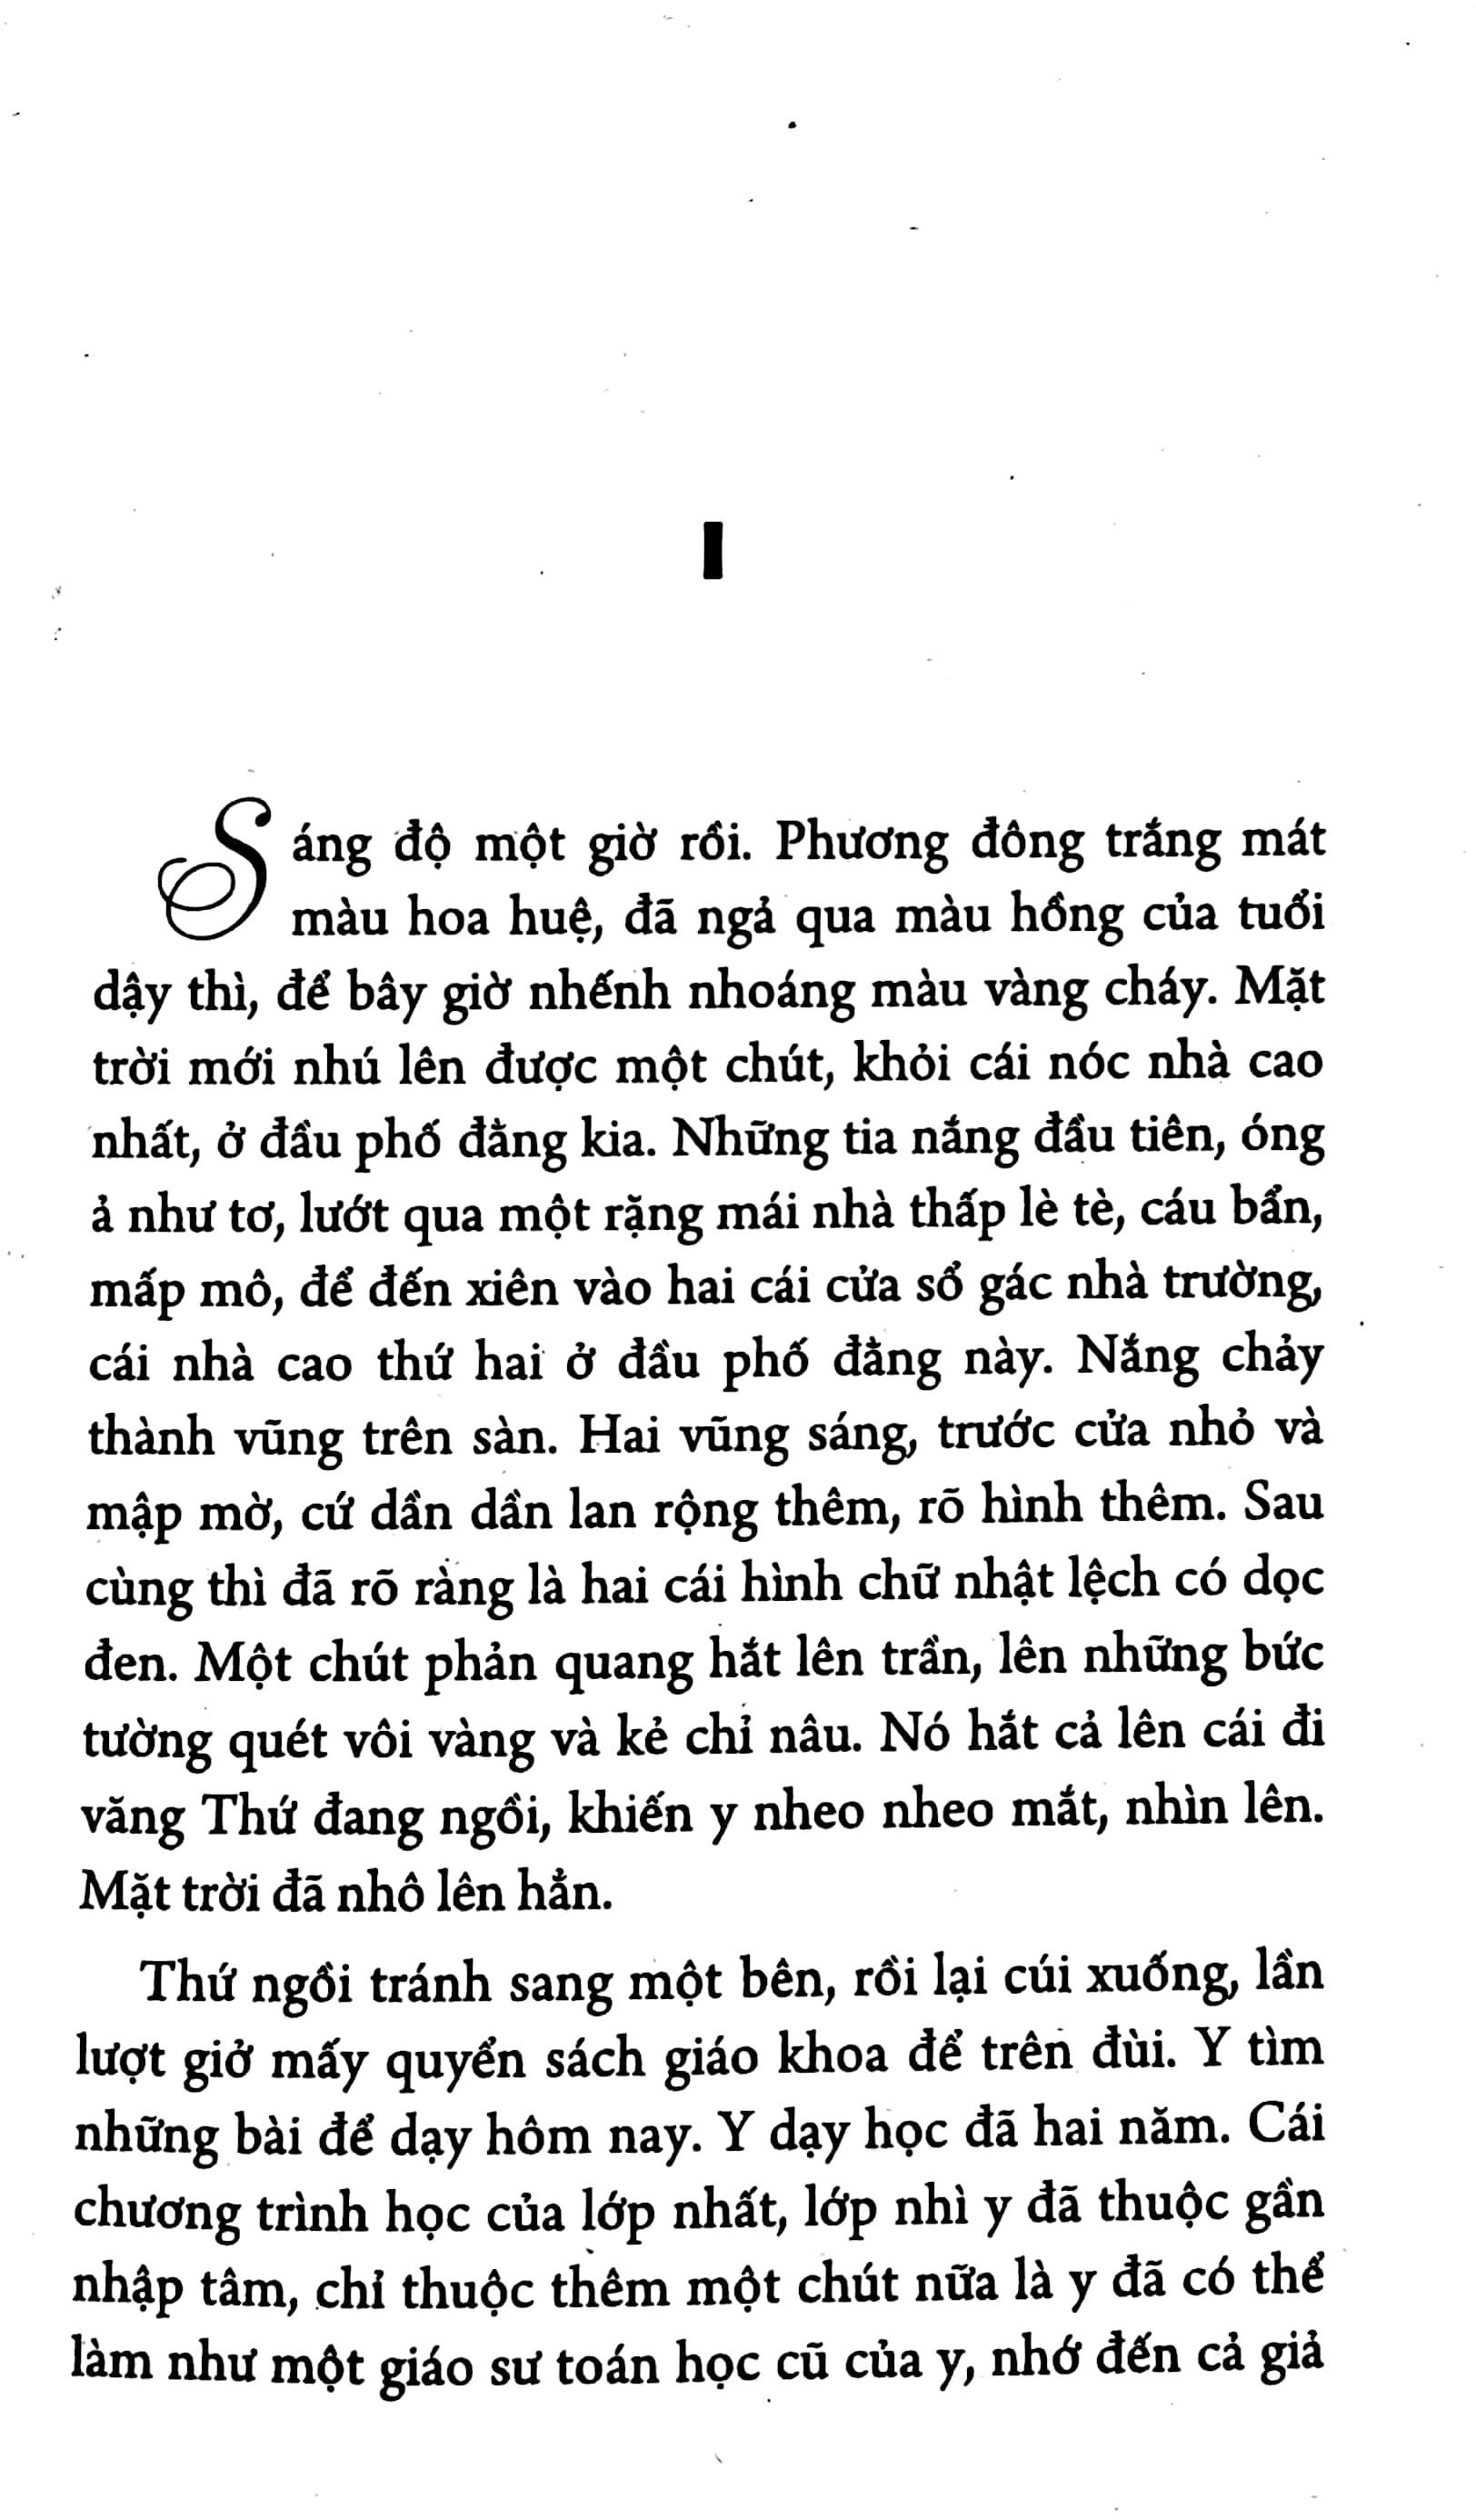 I
Sáng độ một giờ rồi. Phương đông trắng mát
màu hoa huệ, đã ngả qua màu hồng của tuổi
dậy thì, để bây giờ nhếnh nhoáng màu vàng cháy. Mặt
trời mới nhú lên được một chút, khỏi cái nóc nhà cao
nhất, ở đầu phố đằng kia. Những tia nắng đầu tiên, óng
ả như tơ, lướt qua một rặng mái nhà thấp lè tè, cáu bẩn,
mấp mô, để đến xiên vào hai cái cửa sổ gác nhà trường,
cái nhà cao thứ hai ở đầu phố đằng này. Nắng chảy
thành vũng trên sàn. Hai vũng sáng, trước cửa nhỏ và
mập mờ, cứ dần dần lan rộng thêm, rõ hình thêm. Sau
cùng thì đã rõ ràng là hai cái hình chữ nhật lệch có dọc
đen. Một chút phản quang hắt lên trần, lên những bức
tường quét vôi vàng và kẻ chỉ nâu. Nó hắt cả lên cái đi
văng Thứ đang ngồi, khiến y nheo nheo mắt, nhìn lên.
Mặt trời đã nhô lên hẳn.
Thứ ngồi tránh sang một bên, rồi lại cúi xuống, lần
lượt giở mấy quyển sách giáo khoa để trên đùi. Y tìm
những bài để dạy hôm nay. Y dạy học đã hai năm. Cái
chương trình học của lớp nhất, lớp nhì y đã thuộc gần
nhập tâm, chỉ thuộc thêm một chút nữa là y đã có thể
làm như một giáo sư toán học cũ của y, nhớ đến cả giả